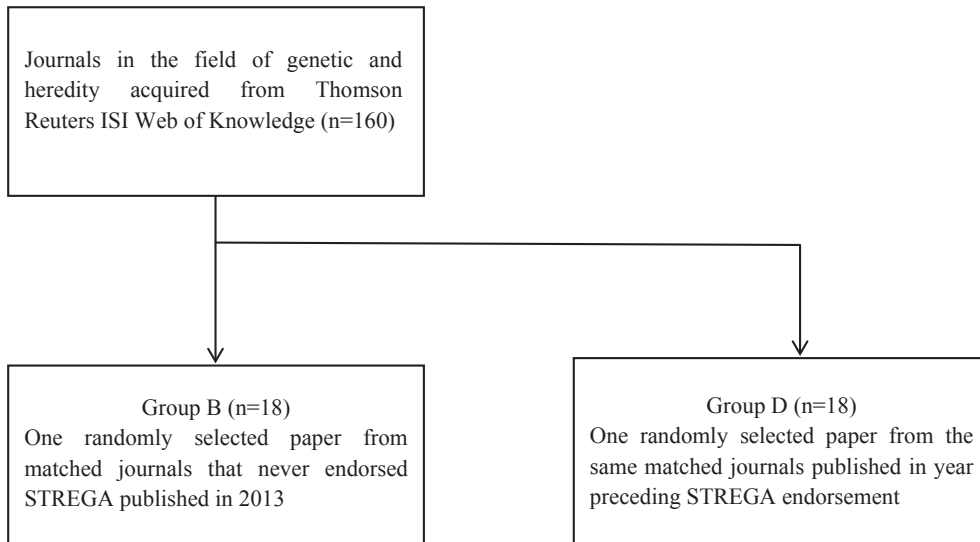 Journals in the field of genetic and
heredity acquired from Thomson
Reuters ISI Web of Knowledge (n=160)
Group B (n=18)
One randomly selected paper from
matched journals that never endorsed
STREGA published in 2013
Group D (n=18)
One randomly selected paper from the
same matched journals published in year
preceding STREGA endorsement